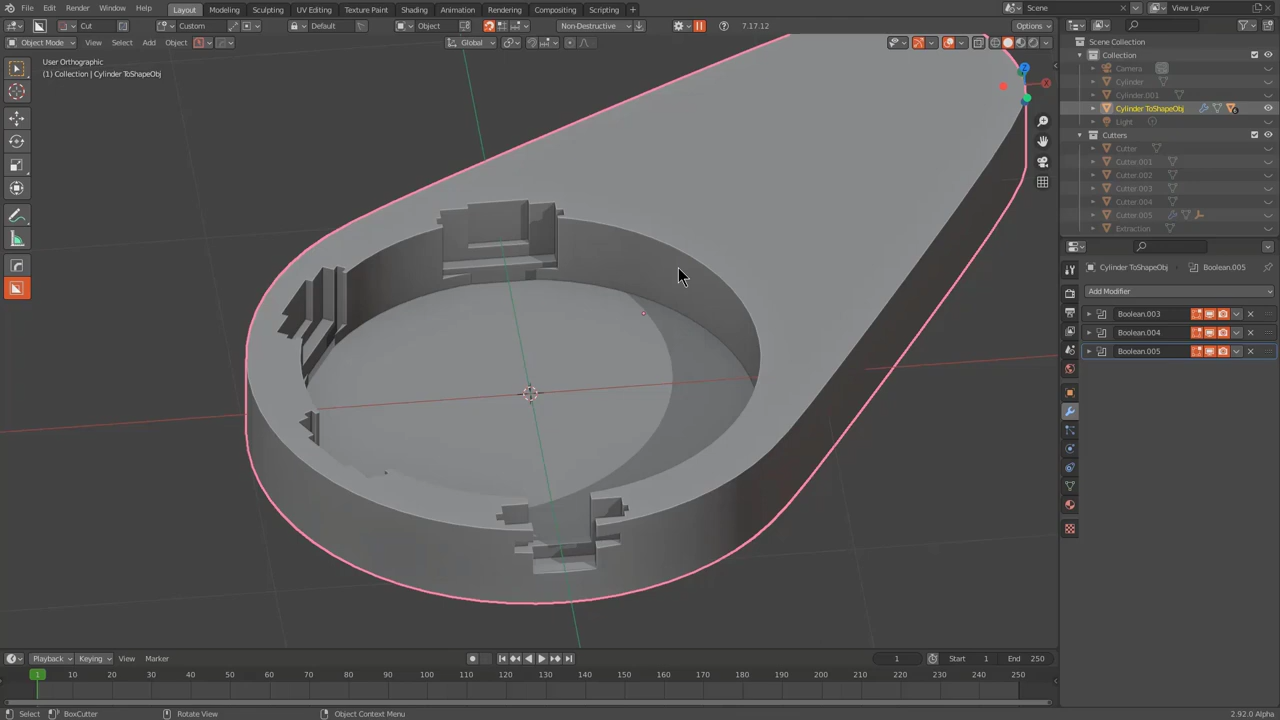 File Edit Render Window Help Layout Modeling Sculpting UV Editing Texture Paint Shading Animation Rendering Compositing Scripting + Scene View Layer
Cut Custom Default Object Non-Destructive 7.17.12 Options
Object Mode View Select Add Object Global
User Orthographic
(1) Collection | Cylinder ToShapeObj
Z
X
Scene Collection
Collection
Camera
Cylinder
Cylinder.001
Cylinder ToShapeObj
Light
Cutters
Cutter
Cutter.001
Cutter.002
Cutter.003
Cutter.004
Cutter.005
Extraction
Cylinder ToShapeObj > Boolean.005
Add Modifier
Boolean.003
Boolean.004
Boolean.005
Playback Keying View Marker 1 Start 1 End 250
1 10 20 30 40 50 60 70 80 90 100 110 120 130 140 150 160 170 180 190 200 210 220 230 240 250
Select BoxCutter Rotate View Object Context Menu 2.92.0 Alpha